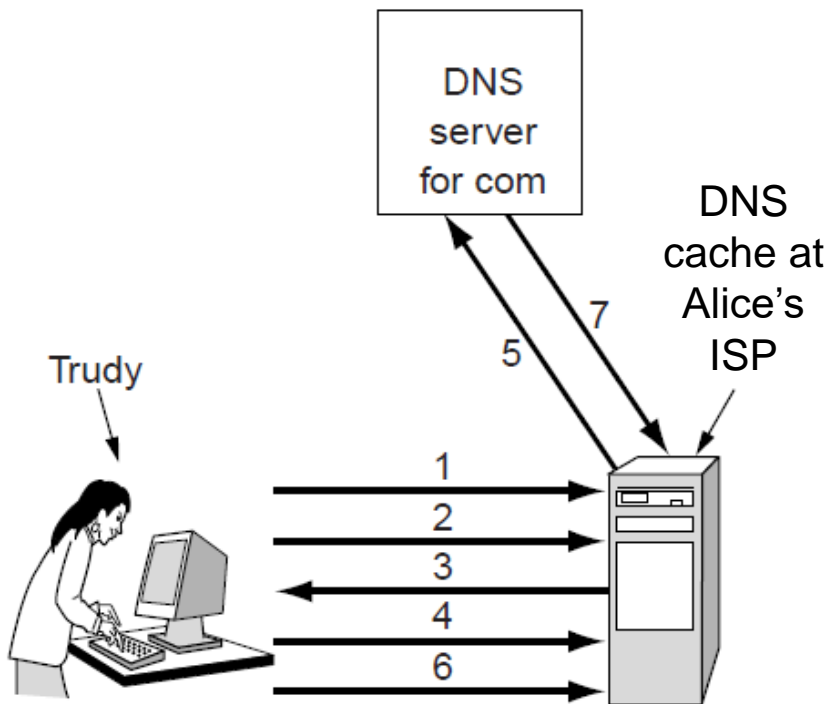 DNS
server
for com
DNS
cache at
Alice's
ISP
7
5
Trudy
1
2
3
4
6